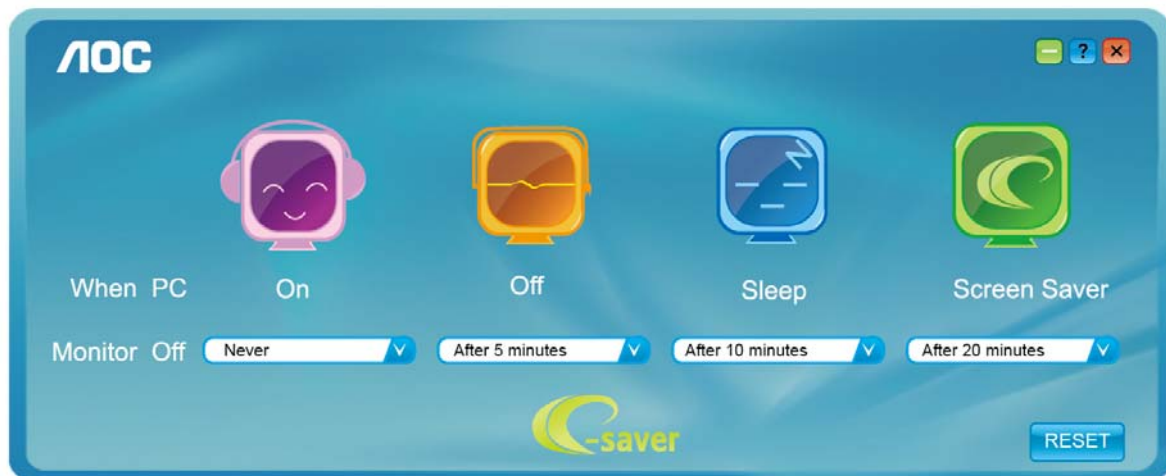 AOC
?
When PC On Off Sleep Screen Saver
Monitor Off Never After 5 minutes After 10 minutes After 20 minutes
e-saver
RESET